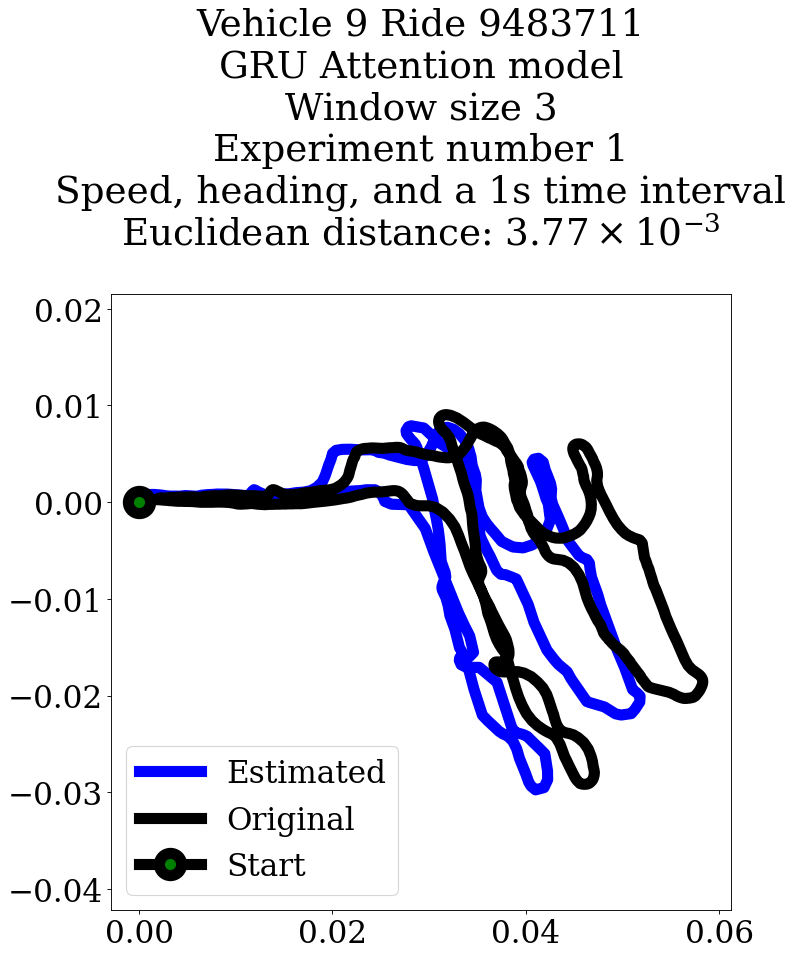 Vehicle 9 Ride 9483711
GRU Attention model
Window size 3
Experiment number 1
Speed, heading, and a 1s time interval
Euclidean distance: 3.77 × 10⁻³
0.02
0.01
0.00
−0.01
−0.02
−0.03
−0.04
Estimated
Original
Start
0.00 0.02 0.04 0.06